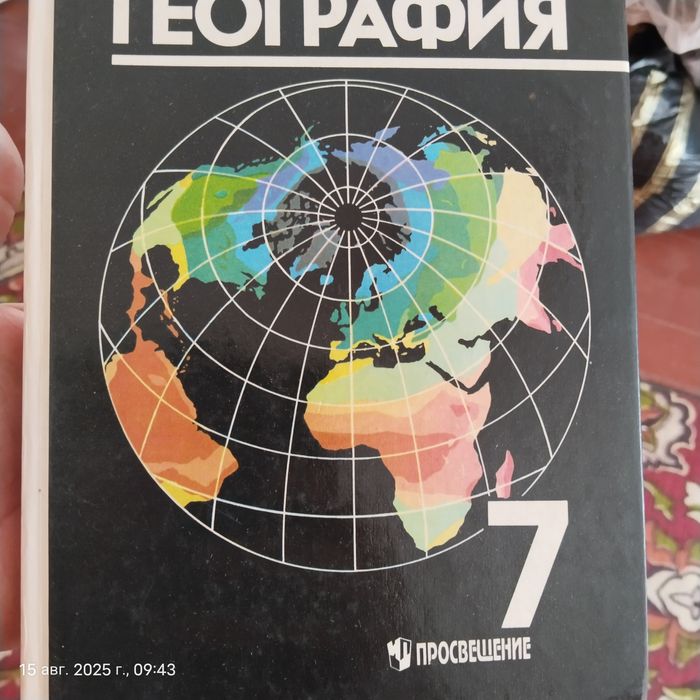 ГЕОГРАФИЯ
7
ПРОСВЕЩЕНИЕ
15 авг. 2025 г., 09:43